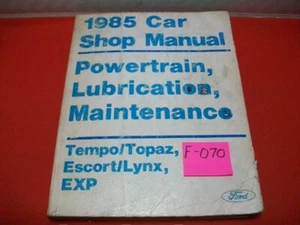 1985 Car
Shop Manual
Powertrain,
Lubrication,
Maintenance
Tempo/Topaz,
Escort/Lynx,
EXP
F-070
Ford